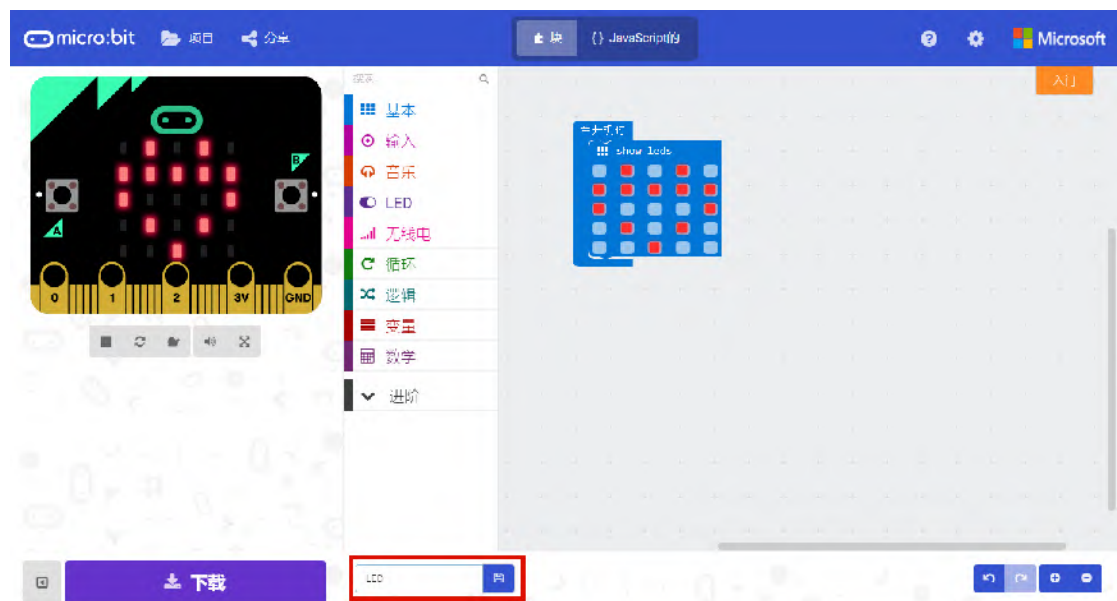 micro:bit
项目
分享
块
{} JavaScript的
Microsoft
搜索
入门
基本
输入
音乐
LED
无线电
循环
逻辑
变量
数学
进阶
当开机时
show leds
B
A
0
1
2
3V
GND
下载
LED